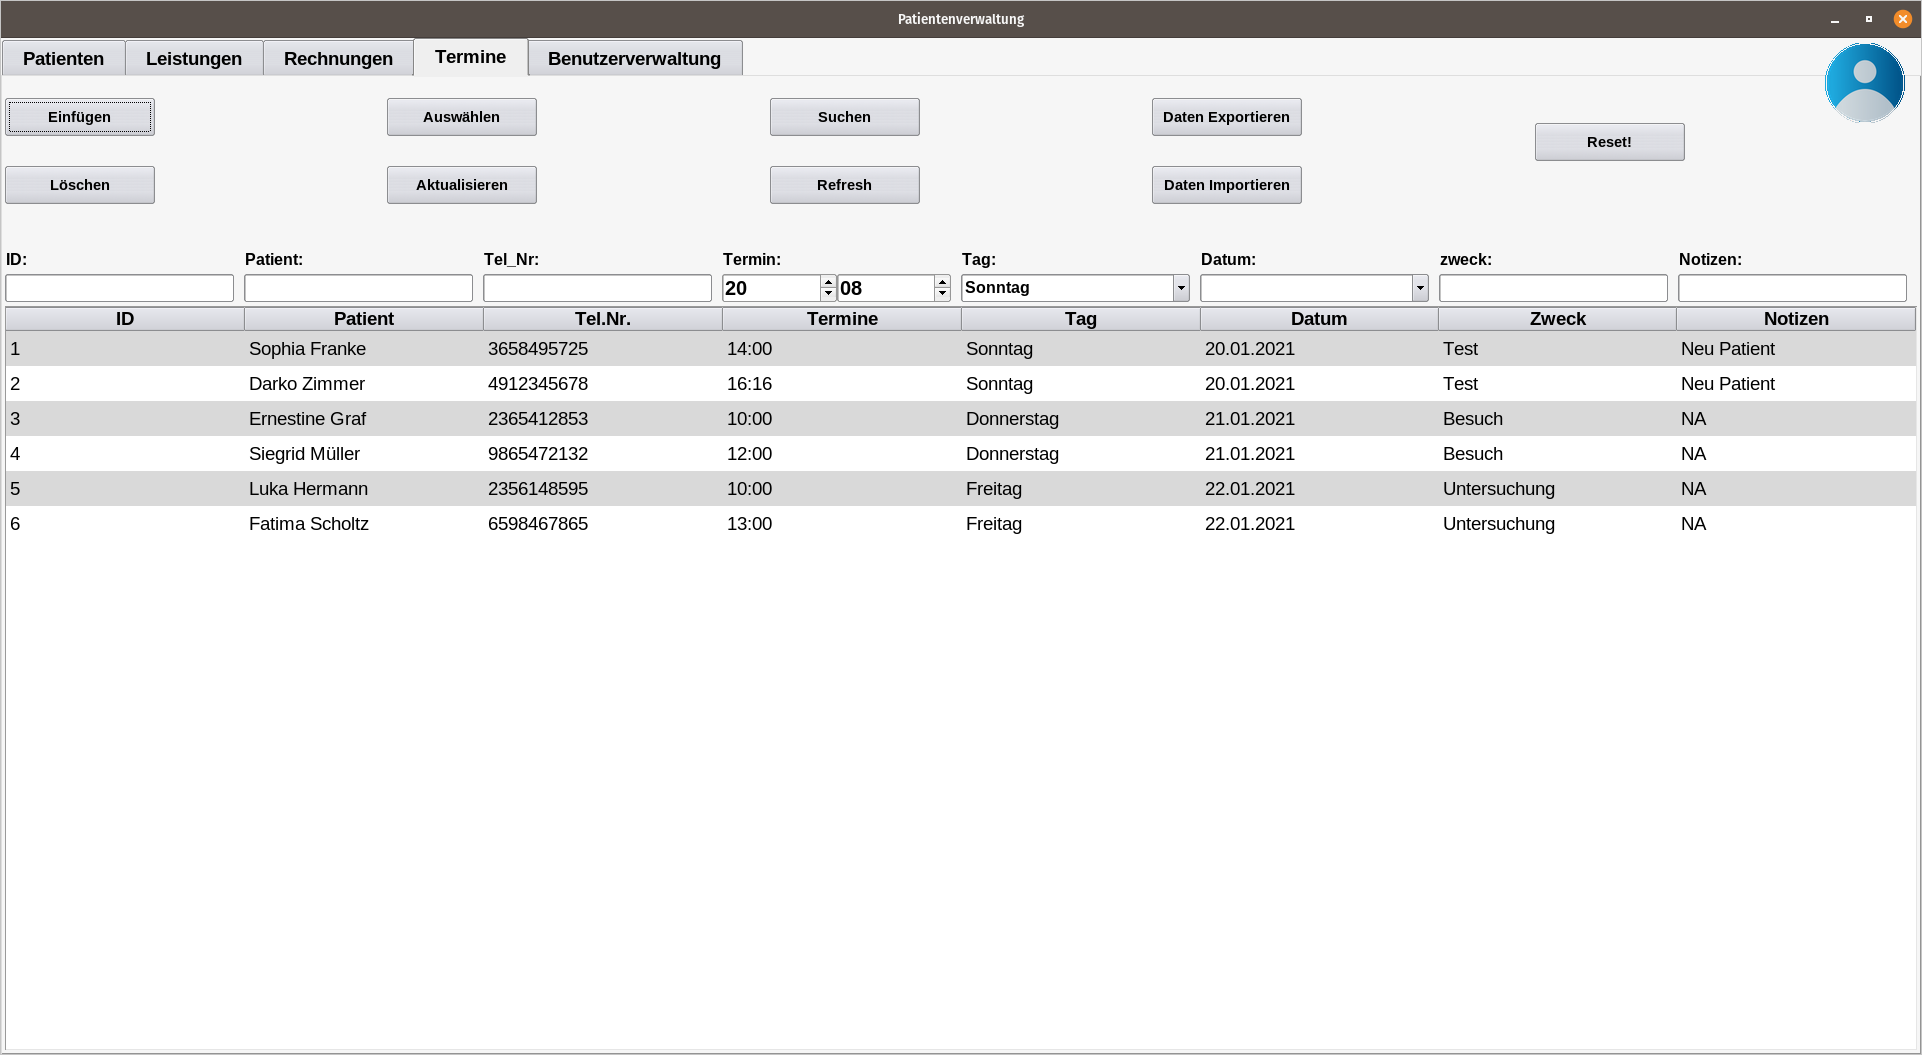 Patientenverwaltung
Patienten Leistungen Rechnungen Termine Benutzerverwaltung
Einfügen Auswählen Suchen Daten Exportieren
Reset!
Löschen Aktualisieren Refresh Daten Importieren
ID: Patient: Tel_Nr: Termin: Tag: Datum: zweck: Notizen:
20 08 Sonntag
ID Patient Tel.Nr. Termine Tag Datum Zweck Notizen
1 Sophia Franke 3658495725 14:00 Sonntag 20.01.2021 Test Neu Patient
2 Darko Zimmer 4912345678 16:16 Sonntag 20.01.2021 Test Neu Patient
3 Ernestine Graf 2365412853 10:00 Donnerstag 21.01.2021 Besuch NA
4 Siegrid Müller 9865472132 12:00 Donnerstag 21.01.2021 Besuch NA
5 Luka Hermann 2356148595 10:00 Freitag 22.01.2021 Untersuchung NA
6 Fatima Scholtz 6598467865 13:00 Freitag 22.01.2021 Untersuchung NA